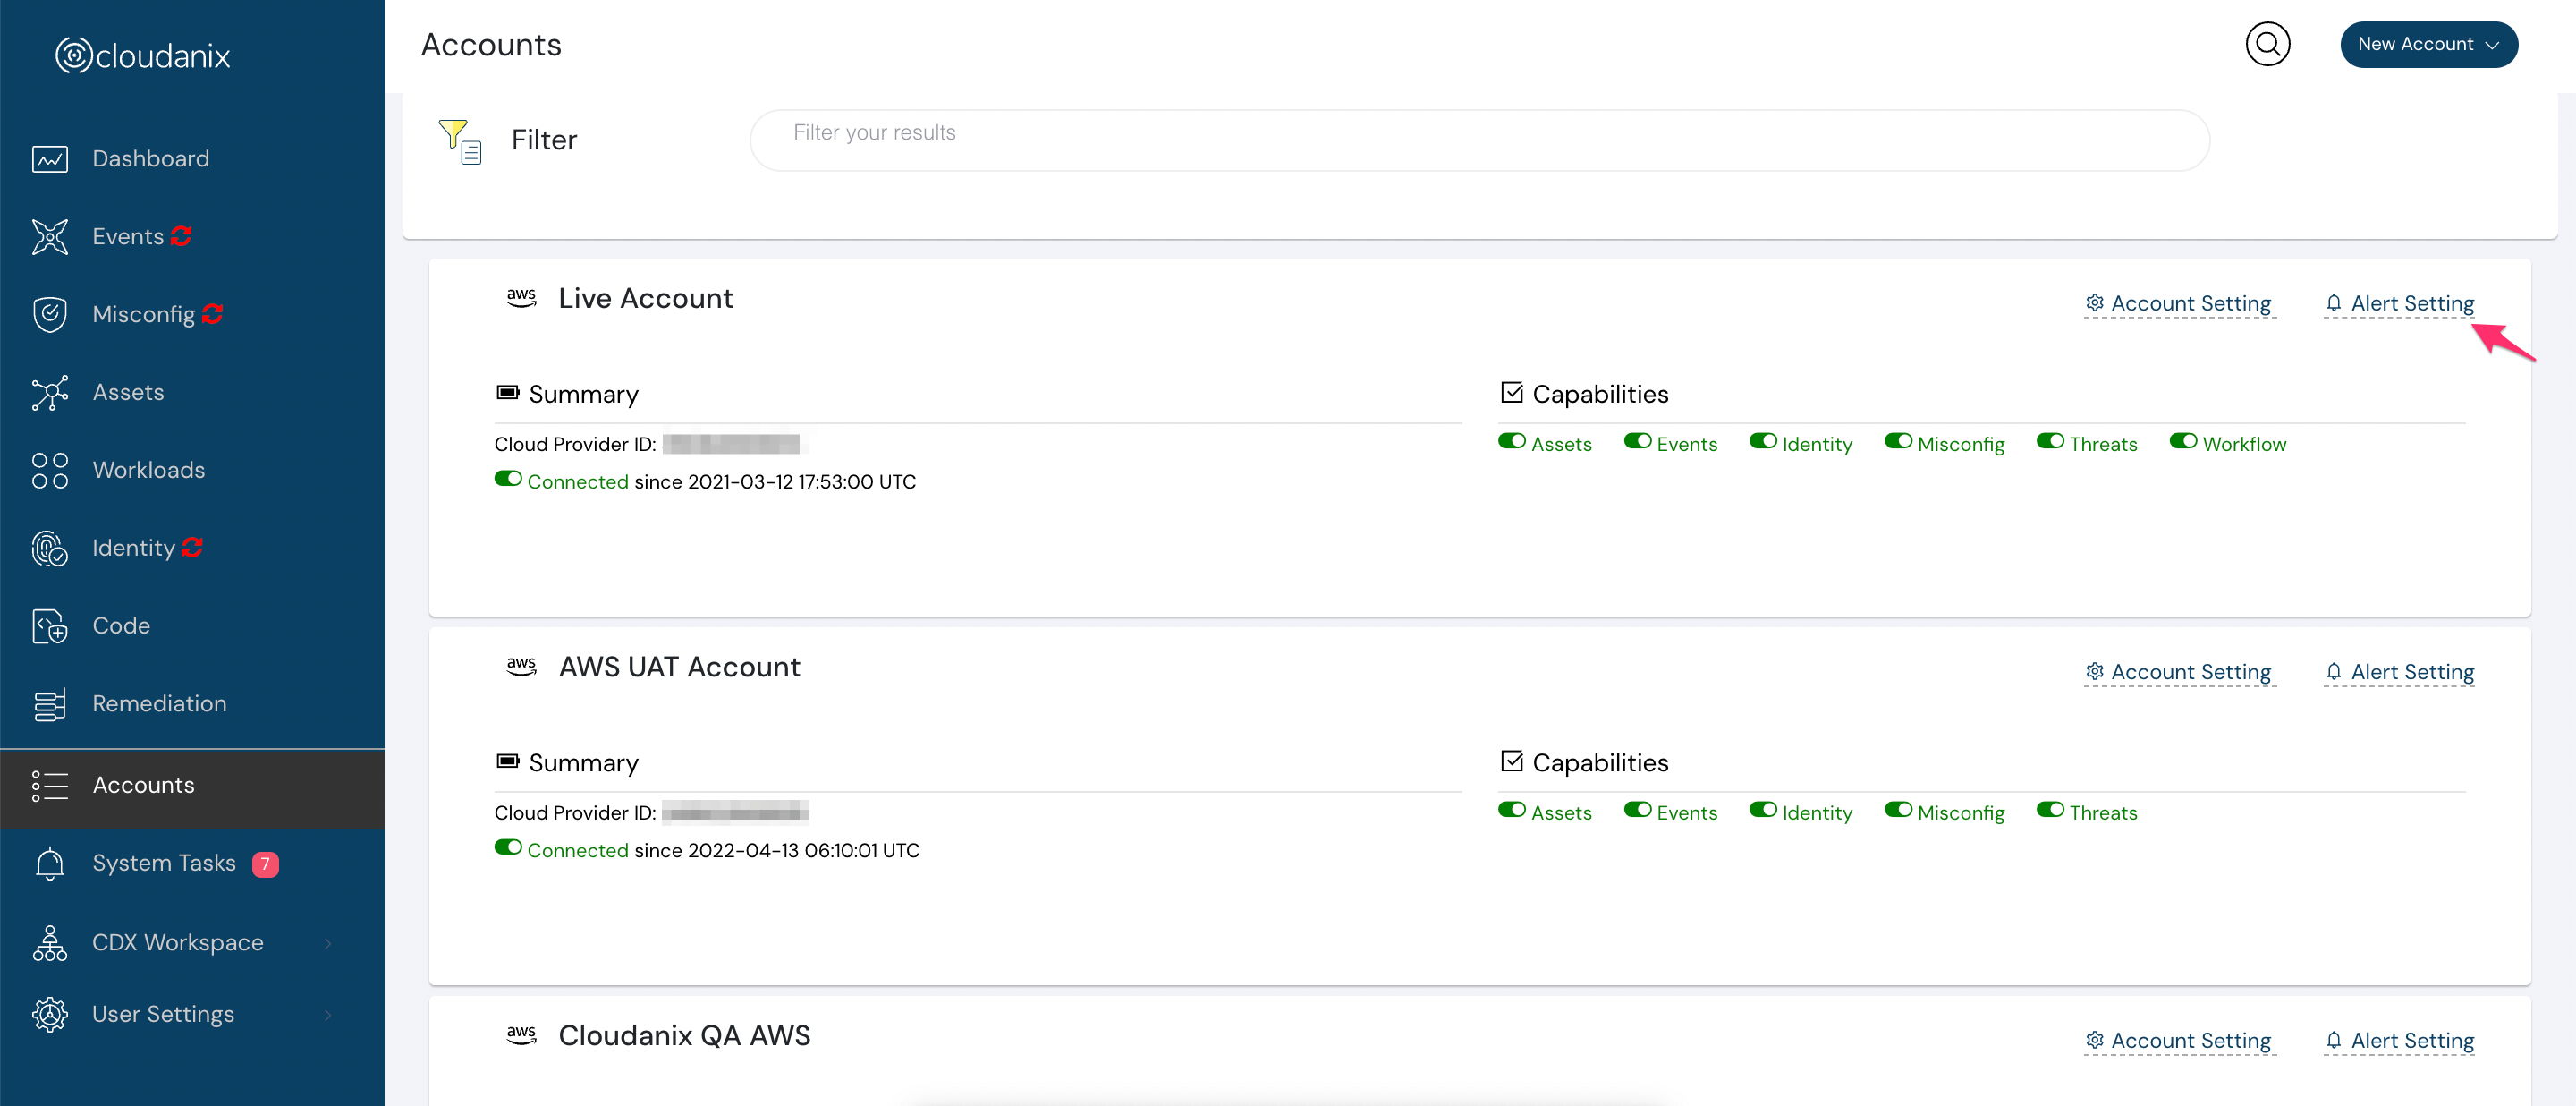 cloudanix
Dashboard
Events
Misconfig
Assets
Workloads
Identity
Code
Remediation
Accounts
System Tasks 7
CDX Workspace
User Settings
Accounts
New Account
Filter
Filter your results
aws Live Account
Account Setting
Alert Setting
Summary
Cloud Provider ID:
Connected since 2021-03-12 17:53:00 UTC
Capabilities
Assets Events Identity Misconfig Threats Workflow
aws AWS UAT Account
Account Setting
Alert Setting
Summary
Cloud Provider ID:
Connected since 2022-04-13 06:10:01 UTC
Capabilities
Assets Events Identity Misconfig Threats
aws Cloudanix QA AWS
Account Setting
Alert Setting